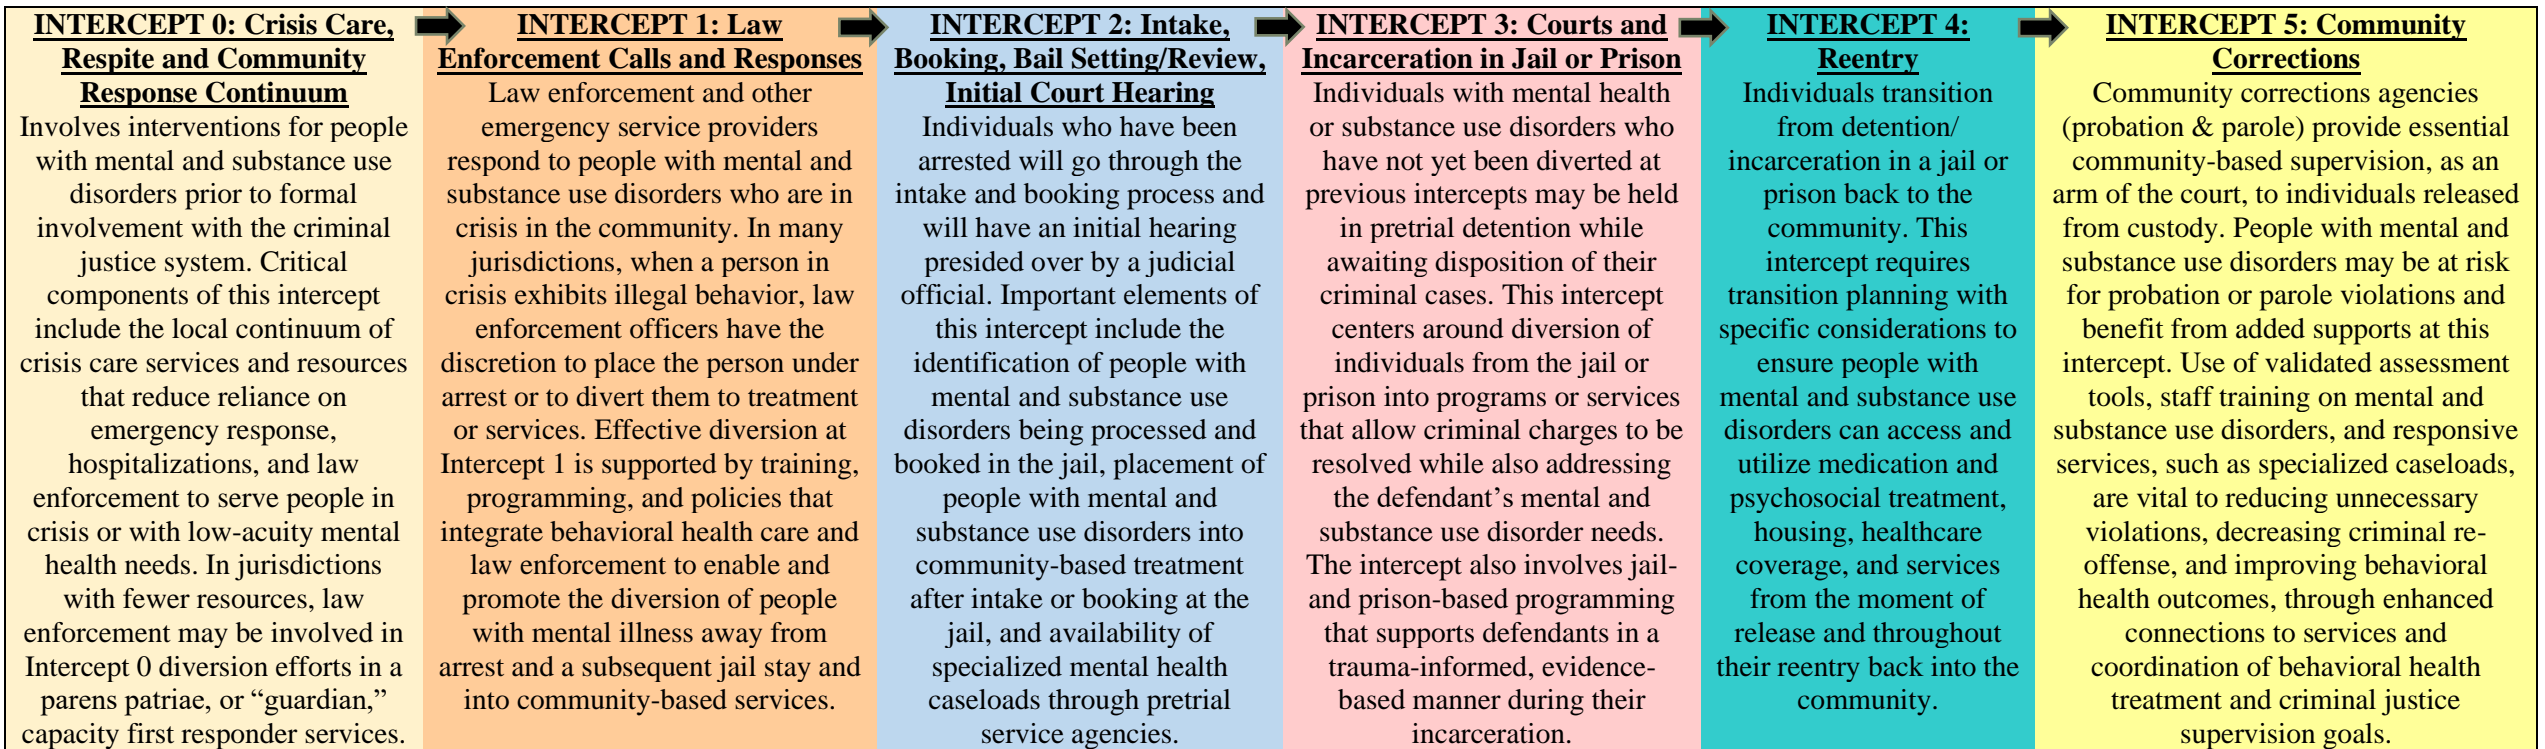 INTERCEPT 0: Crisis Care,
Respite and Community
Response Continuum
Involves interventions for people
with mental and substance use
disorders prior to formal
involvement with the criminal
justice system. Critical
components of this intercept
include the local continuum of
crisis care services and resources
that reduce reliance on
emergency response,
hospitalizations, and law
enforcement to serve people in
crisis or with low-acuity mental
health needs. In jurisdictions
with fewer resources, law
enforcement may be involved in
Intercept 0 diversion efforts in a
parens patriae, or “guardian,”
capacity first responder services.
INTERCEPT 1: Law
Enforcement Calls and Responses
Law enforcement and other
emergency service providers
respond to people with mental and
substance use disorders who are in
crisis in the community. In many
jurisdictions, when a person in
crisis exhibits illegal behavior, law
enforcement officers have the
discretion to place the person under
arrest or to divert them to treatment
or services. Effective diversion at
Intercept 1 is supported by training,
programming, and policies that
integrate behavioral health care and
law enforcement to enable and
promote the diversion of people
with mental illness away from
arrest and a subsequent jail stay and
into community-based services.
INTERCEPT 2: Intake,
Booking, Bail Setting/Review,
Initial Court Hearing
Individuals who have been
arrested will go through the
intake and booking process and
will have an initial hearing
presided over by a judicial
official. Important elements of
this intercept include the
identification of people with
mental and substance use
disorders being processed and
booked in the jail, placement of
people with mental and
substance use disorders into
community-based treatment
after intake or booking at the
jail, and availability of
specialized mental health
caseloads through pretrial
service agencies.
INTERCEPT 3: Courts and
Incarceration in Jail or Prison
Individuals with mental health
or substance use disorders who
have not yet been diverted at
previous intercepts may be held
in pretrial detention while
awaiting disposition of their
criminal cases. This intercept
centers around diversion of
individuals from the jail or
prison into programs or services
that allow criminal charges to be
resolved while also addressing
the defendant’s mental and
substance use disorder needs.
The intercept also involves jail-
and prison-based programming
that supports defendants in a
trauma-informed, evidence-
based manner during their
incarceration.
INTERCEPT 4:
Reentry
Individuals transition
from detention/
incarceration in a jail or
prison back to the
community. This
intercept requires
transition planning with
specific considerations to
ensure people with
mental and substance use
disorders can access and
utilize medication and
psychosocial treatment,
housing, healthcare
coverage, and services
from the moment of
release and throughout
their reentry back into the
community.
INTERCEPT 5: Community
Corrections
Community corrections agencies
(probation & parole) provide essential
community-based supervision, as an
arm of the court, to individuals released
from custody. People with mental and
substance use disorders may be at risk
for probation or parole violations and
benefit from added supports at this
intercept. Use of validated assessment
tools, staff training on mental and
substance use disorders, and responsive
services, such as specialized caseloads,
are vital to reducing unnecessary
violations, decreasing criminal re-
offense, and improving behavioral
health outcomes, through enhanced
connections to services and
coordination of behavioral health
treatment and criminal justice
supervision goals.